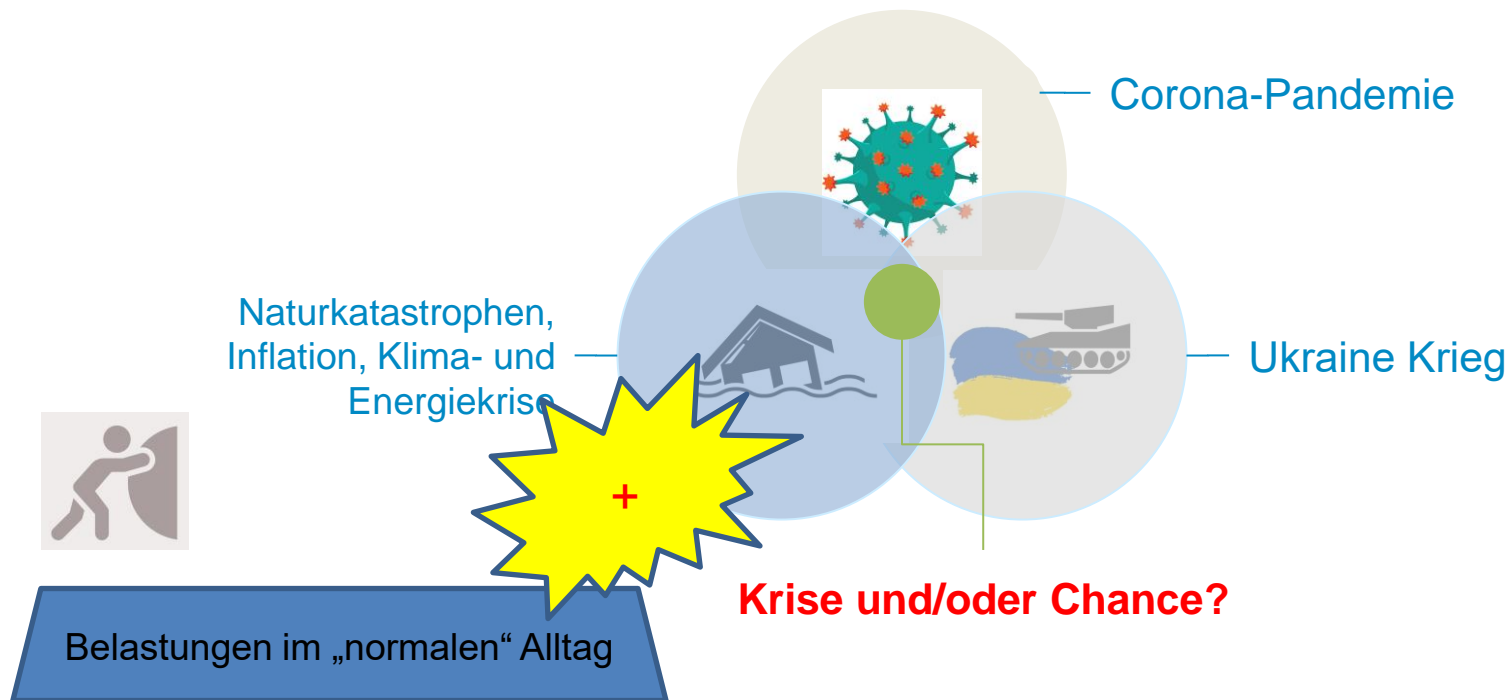 Corona-Pandemie
Naturkatastrophen,
Inflation, Klima- und
Energiekrise
Ukraine Krieg
+
Krise und/oder Chance?
Belastungen im „normalen“ Alltag